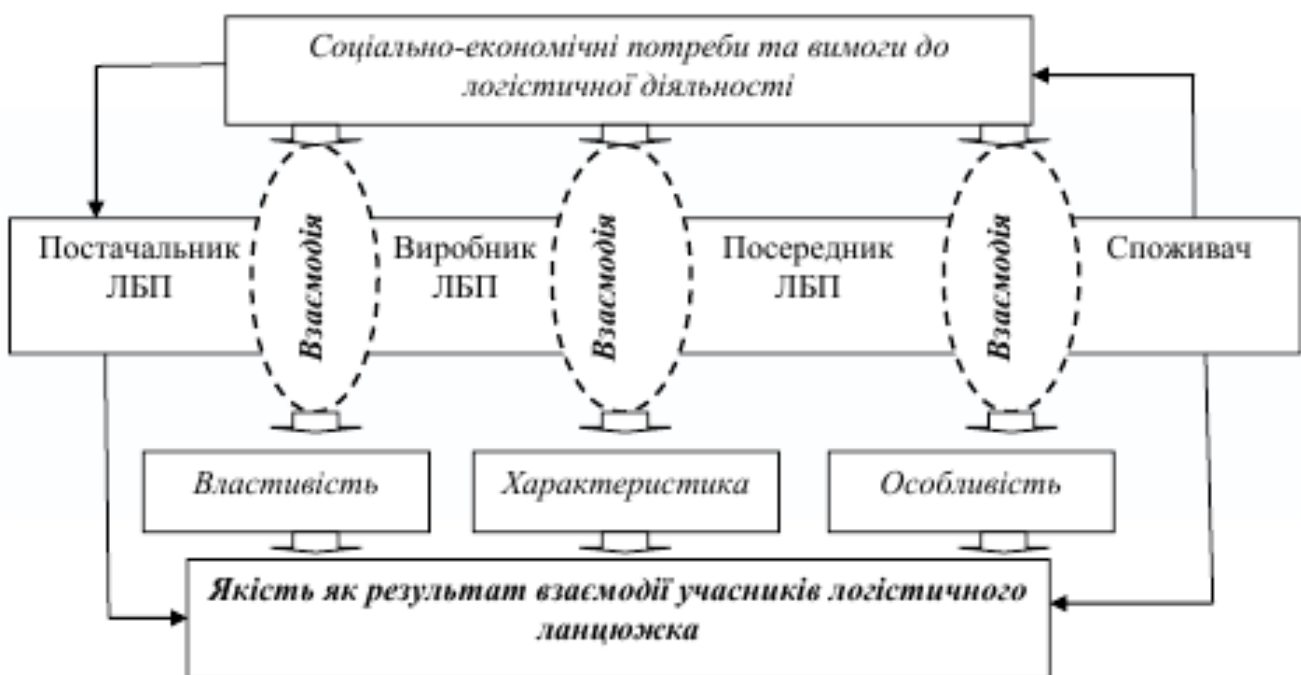 Соціально-економічні потреби та вимоги до
логістичної діяльності
Постачальник
ЛБП
Взаємодія
Виробник
ЛБП
Взаємодія
Посередник
ЛБП
Взаємодія
Споживач
Властивість
Характеристика
Особливість
Якість як результат взаємодії учасників логістичного
ланцюжка